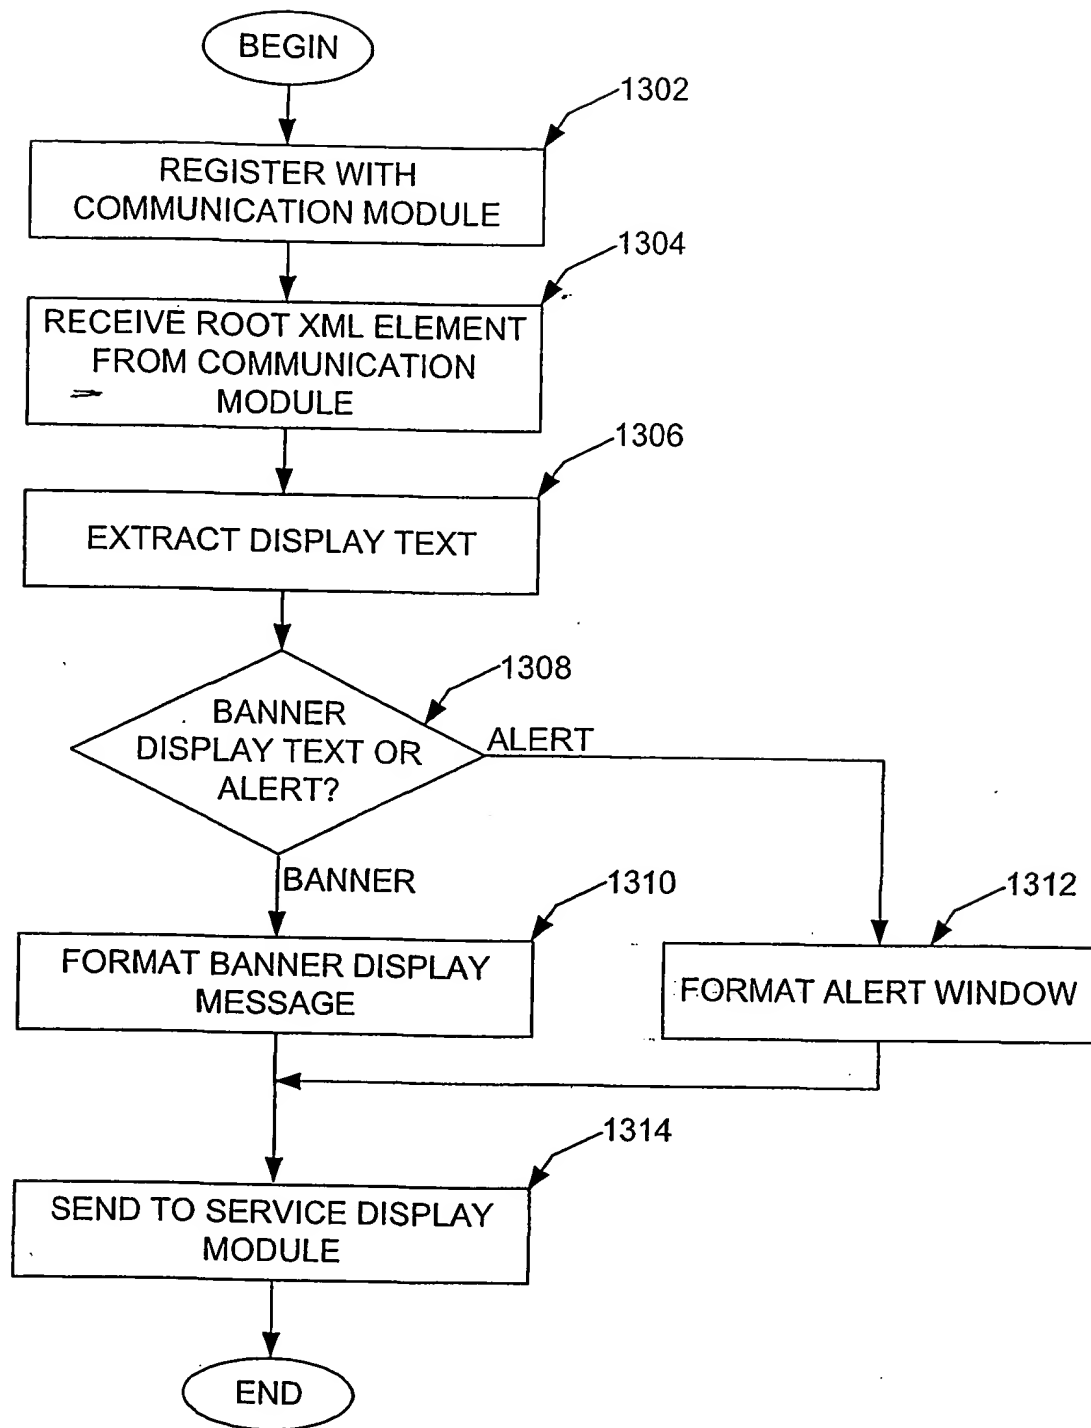 BEGIN
1302
REGISTER WITH
COMMUNICATION MODULE
1304
RECEIVE ROOT XML ELEMENT
FROM COMMUNICATION
MODULE
1306
EXTRACT DISPLAY TEXT
1308
BANNER
DISPLAY TEXT OR
ALERT?
ALERT
BANNER
1310
FORMAT BANNER DISPLAY
MESSAGE
1312
FORMAT ALERT WINDOW
1314
SEND TO SERVICE DISPLAY
MODULE
END